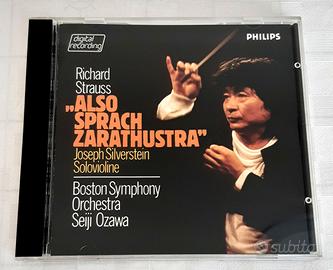 digital
recording
PHILIPS
Richard
Strauss
„ALSO
SPRACH
ZARATHUSTRA”
Joseph Silverstein
Solovioline
Boston Symphony
Orchestra
Seiji Ozawa
subito